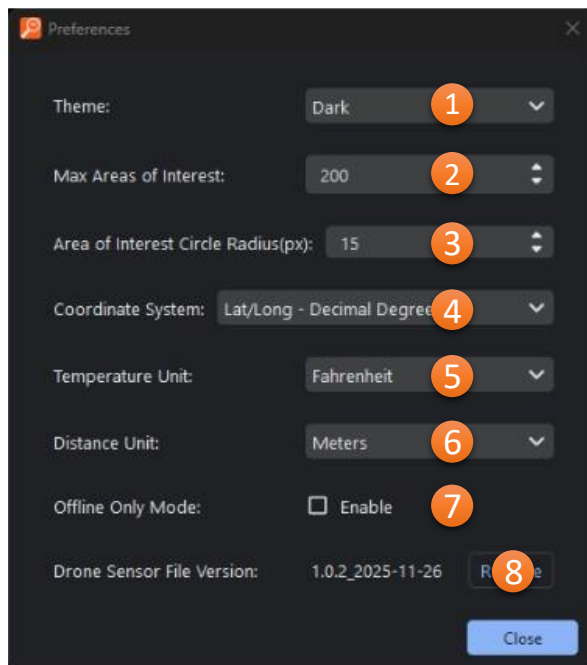 Preferences
Theme: Dark 1
Max Areas of Interest: 200 2
Area of Interest Circle Radius(px): 15 3
Coordinate System: Lat/Long - Decimal Degree 4
Temperature Unit: Fahrenheit 5
Distance Unit: Meters 6
Offline Only Mode: Enable 7
Drone Sensor File Version: 1.0.2_2025-11-26 8
Close